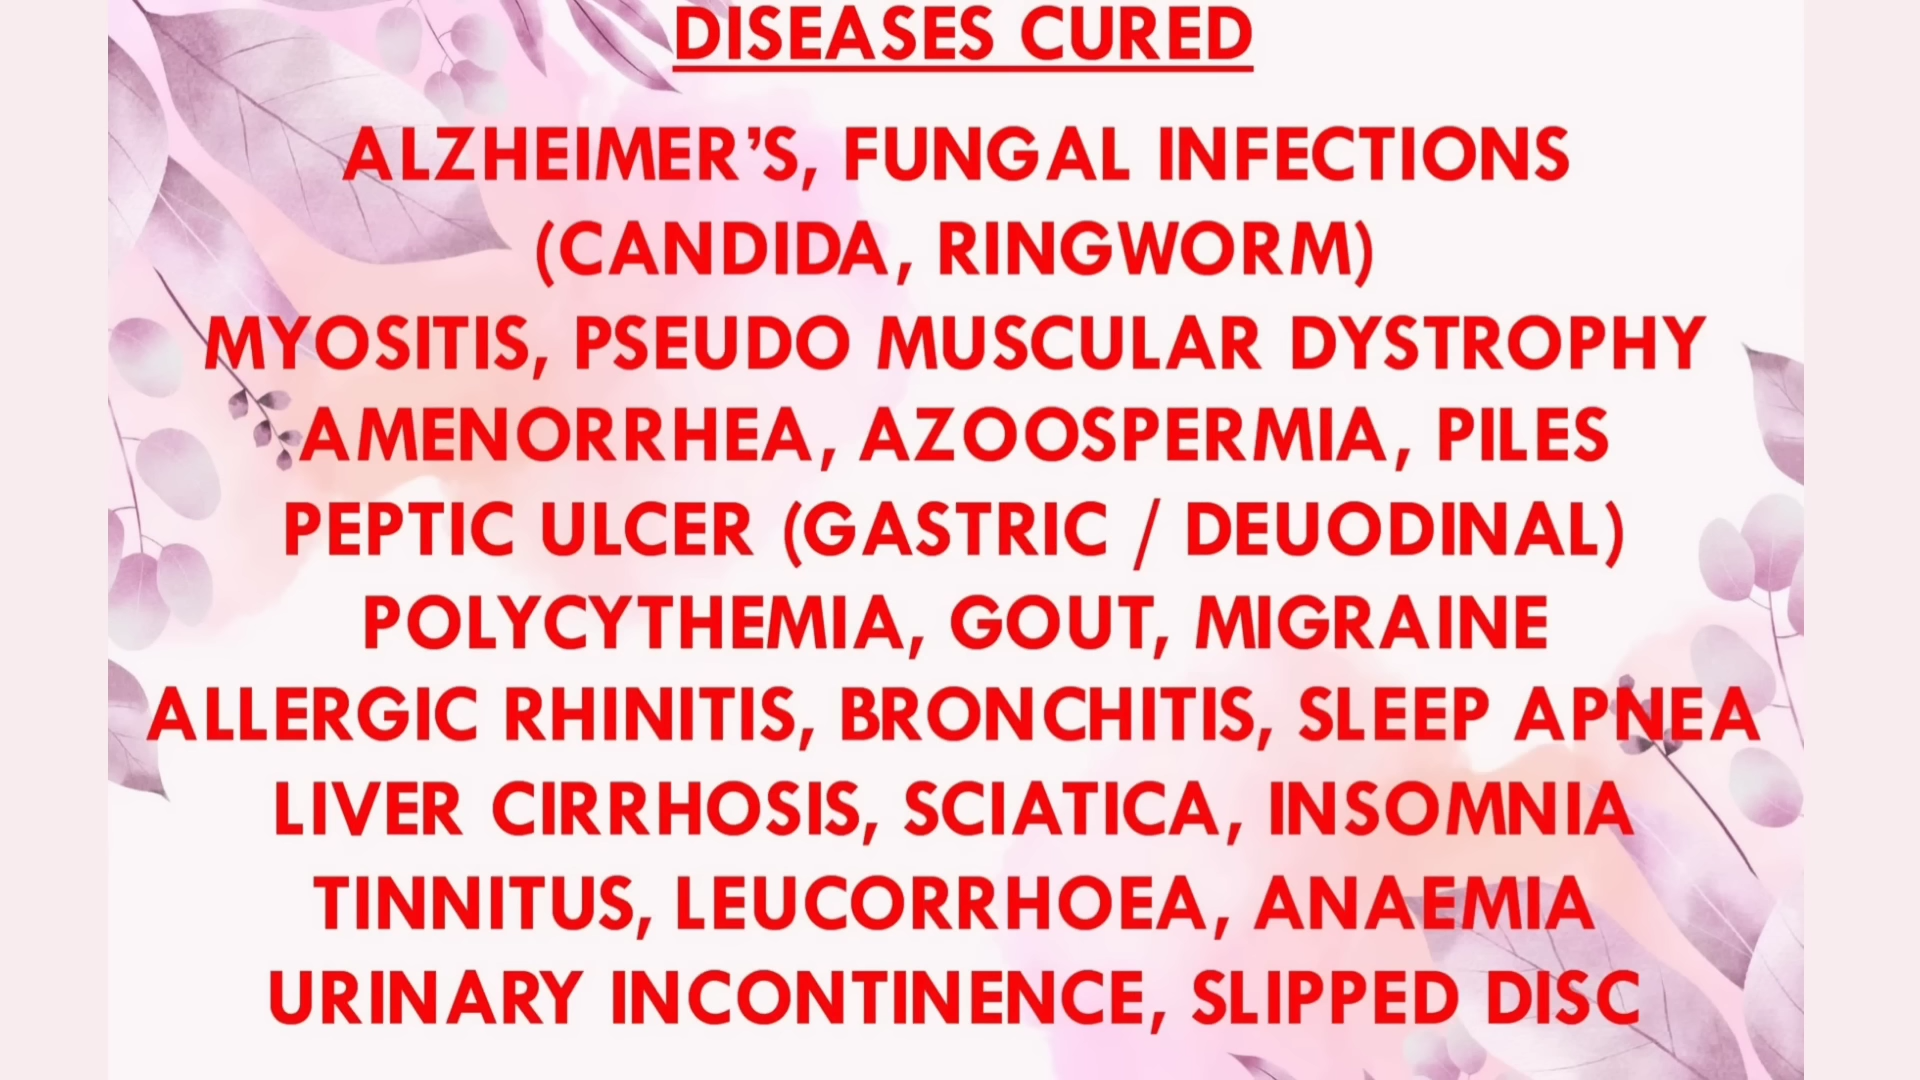 DISEASES CURED
ALZHEIMER’S, FUNGAL INFECTIONS
(CANDIDA, RINGWORM)
MYOSITIS, PSEUDO MUSCULAR DYSTROPHY
AMENORRHEA, AZOOSPERMIA, PILES
PEPTIC ULCER (GASTRIC / DEUODINAL)
POLYCYTHEMIA, GOUT, MIGRAINE
ALLERGIC RHINITIS, BRONCHITIS, SLEEP APNEA
LIVER CIRRHOSIS, SCIATICA, INSOMNIA
TINNITUS, LEUCORRHOEA, ANAEMIA
URINARY INCONTINENCE, SLIPPED DISC